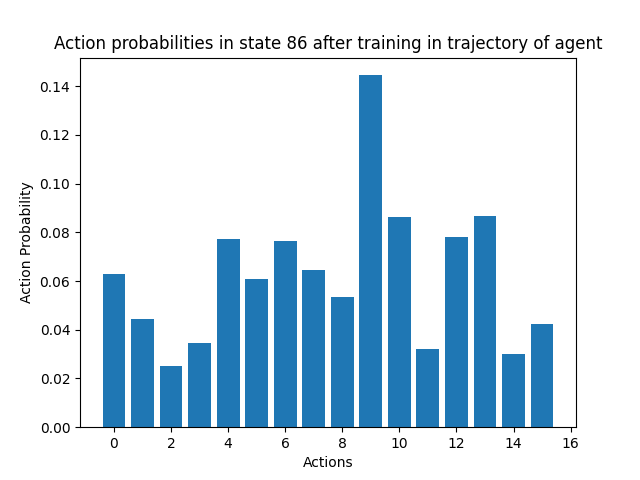 Action probabilities in state 86 after training in trajectory of agent
Action Probability
0.14
0.12
0.10
0.08
0.06
0.04
0.02
0.00
0 2 4 6 8 10 12 14 16
Actions